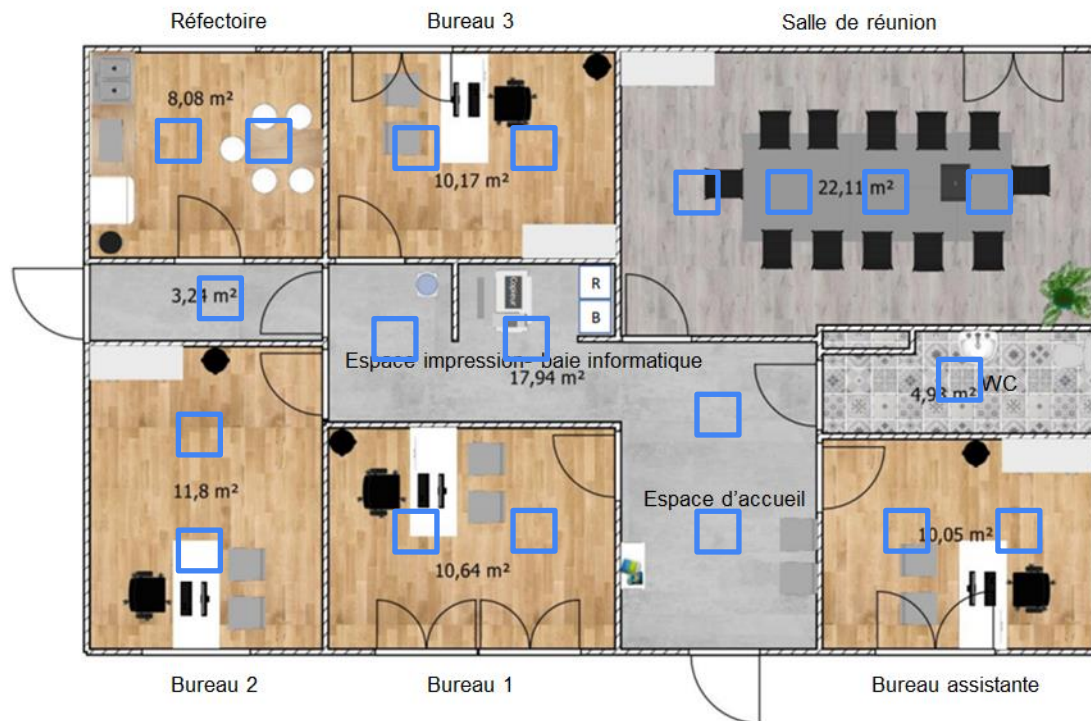 Réfectoire
Bureau 3
Salle de réunion
8,08 m²
10,17 m²
22,11 m²
3,24 m²
Copieur
R
B
Espace impression- baie informatique
17,94 m²
4,93 m²
WC
11,8 m²
10,64 m²
Espace d’accueil
10,05 m²
Bureau 2
Bureau 1
Bureau assistante